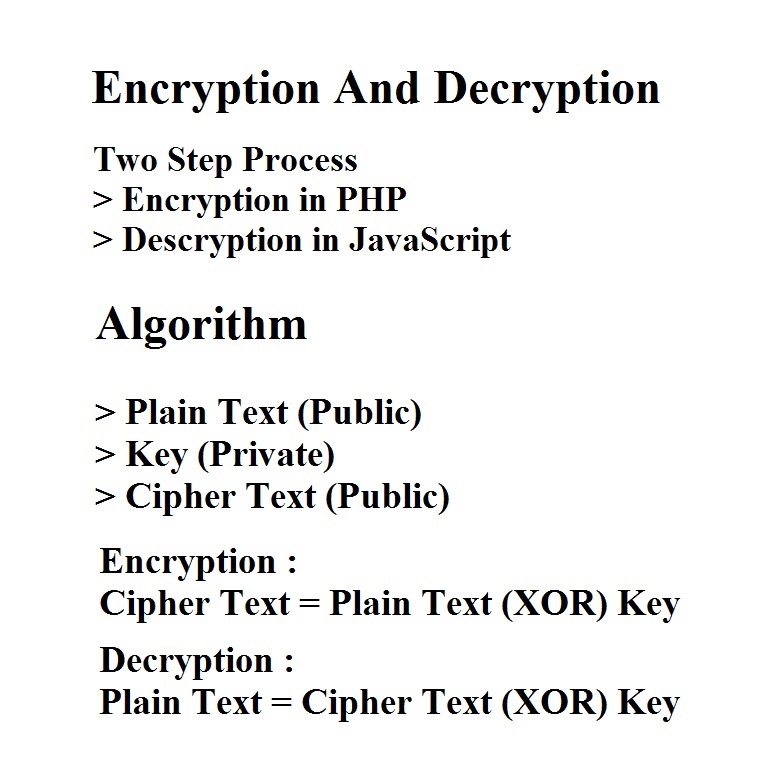 Encryption And Decryption
Two Step Process
> Encryption in PHP
> Descryption in JavaScript
Algorithm
> Plain Text (Public)
> Key (Private)
> Cipher Text (Public)
Encryption :
Cipher Text = Plain Text (XOR) Key
Decryption :
Plain Text = Cipher Text (XOR) Key